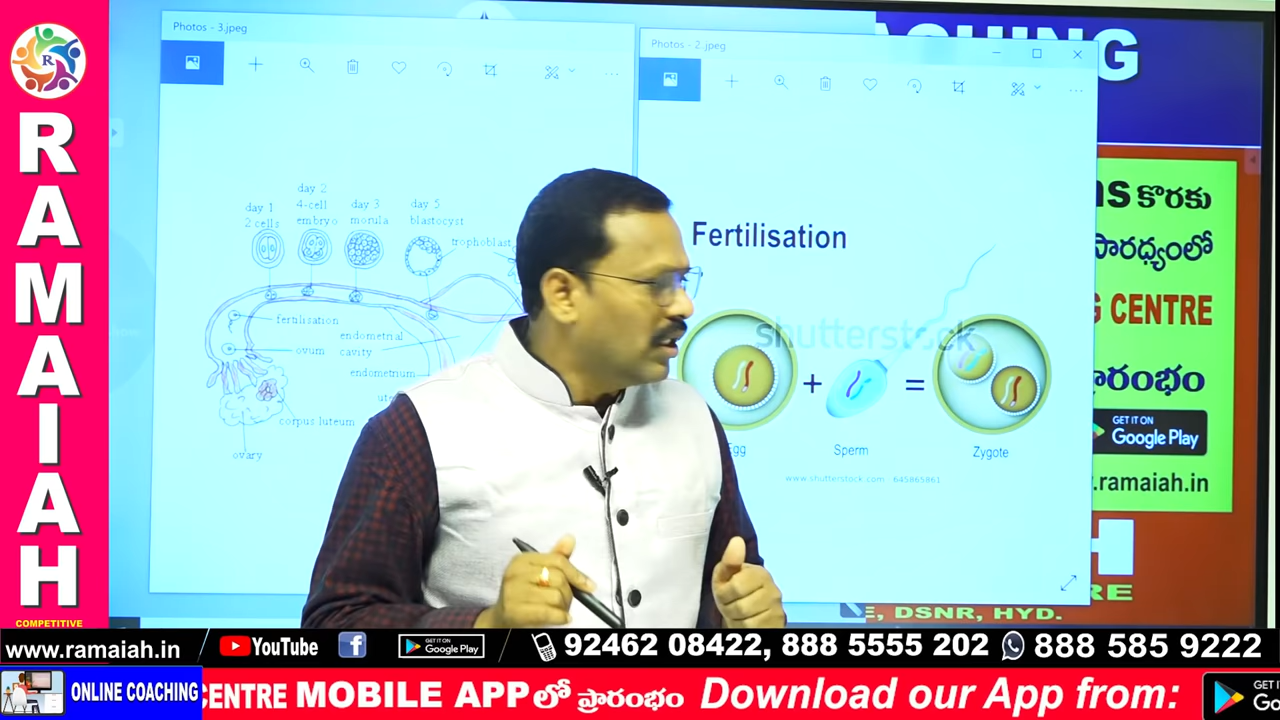 R
RAMAIAH
COMPETITIVE
Photos - 3.jpeg
day 1
2 cells
day 2
4-cell
embryo
day 3
morula
day 5
blastocyst
trophoblast
fertilization
ovum
endometrial
cavity
endometrium
corpus luteum
ovary
Photos - 2.jpeg
Fertilisation
shutterstock
+
=
Egg
Sperm
Zygote
www.shutterstock.com · 645865861
కొరకు
సారధ్యంలో
CENTRE
GET IT ON
Google Play
.ramaiah.in
E, DSNR, HYD.
www.ramaiah.in
YouTube
f
GET IT ON
Google Play
92462 08422, 888 5555 202
888 585 9222
ONLINE COACHING
CENTRE MOBILE APP లో ప్రారంభం Download our App from: